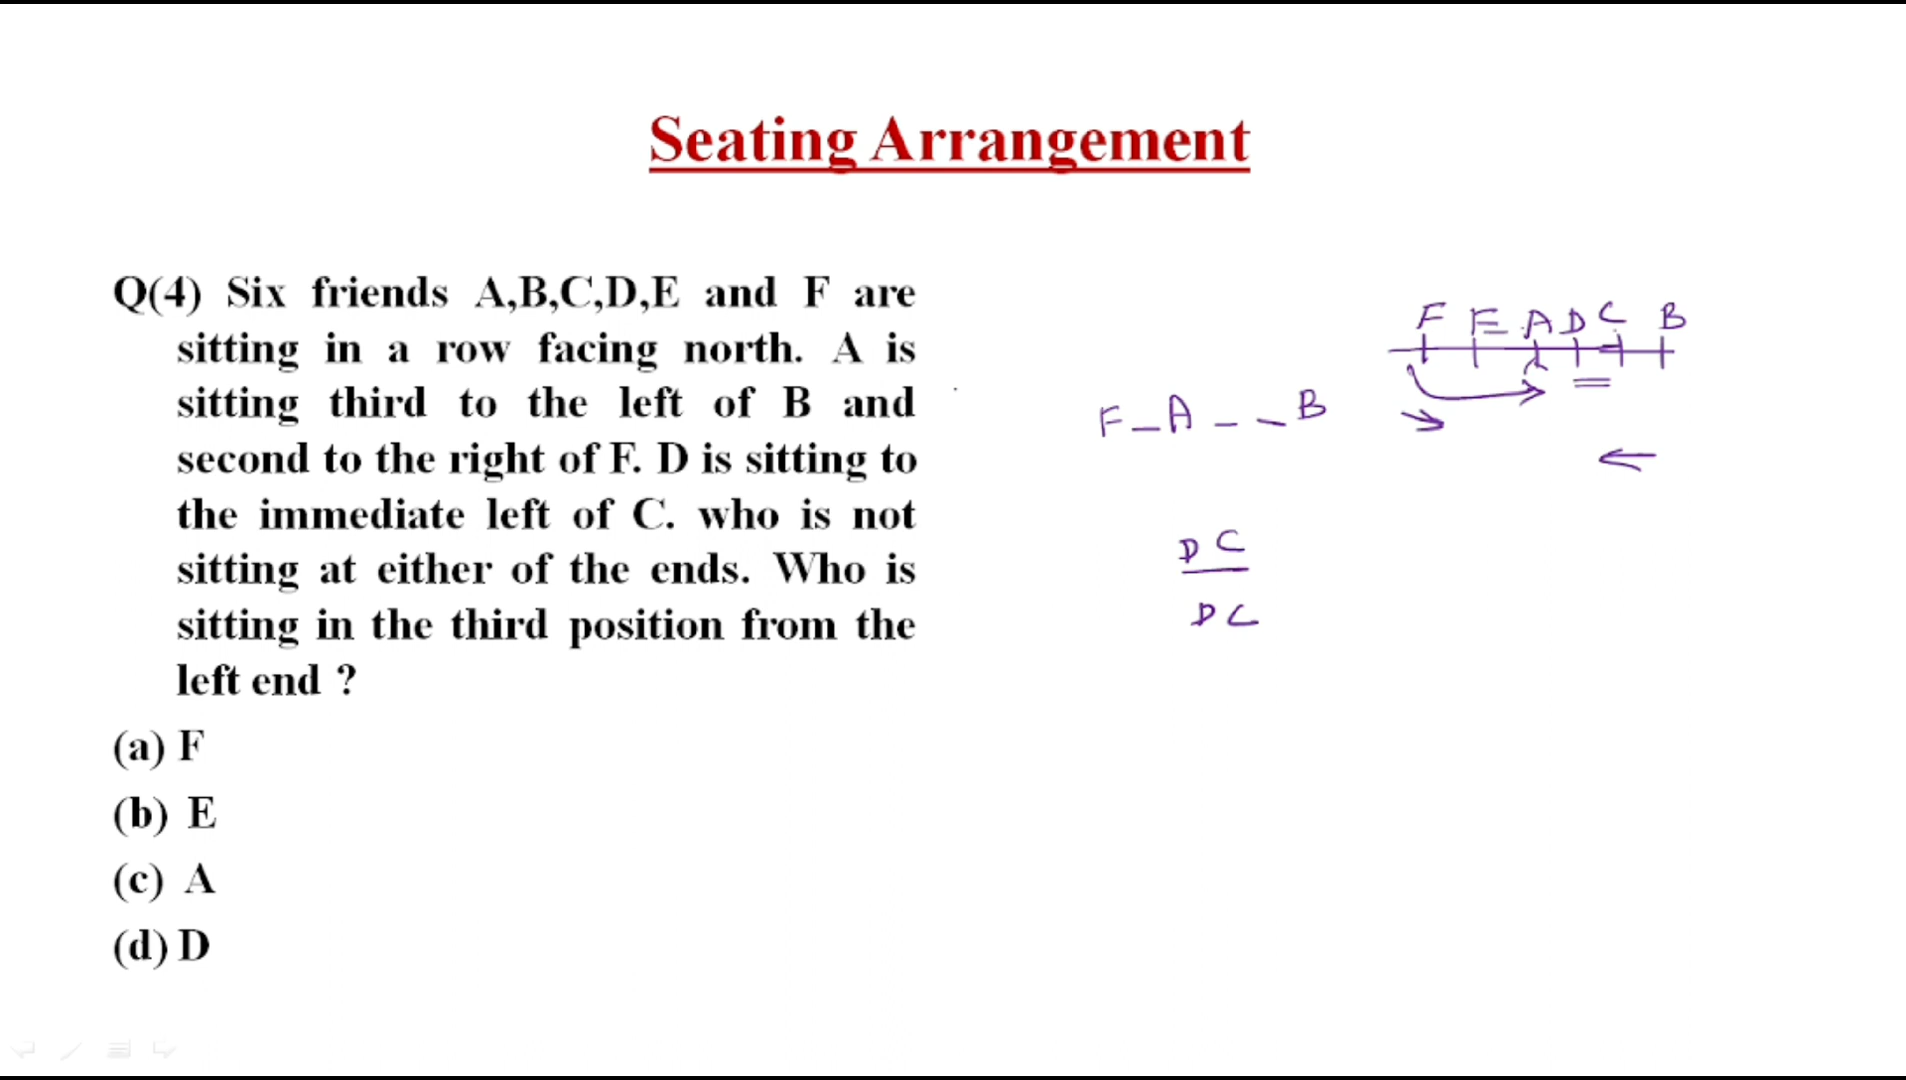 Seating Arrangement
Q(4) Six friends A,B,C,D,E and F are
sitting in a row facing north. A is
sitting third to the left of B and
second to the right of F. D is sitting to
the immediate left of C. who is not
sitting at either of the ends. Who is
sitting in the third position from the
left end ?
(a) F
(b) E
(c) A
(d) D
F E A D C B
F _ A _ _ B
D C
D C